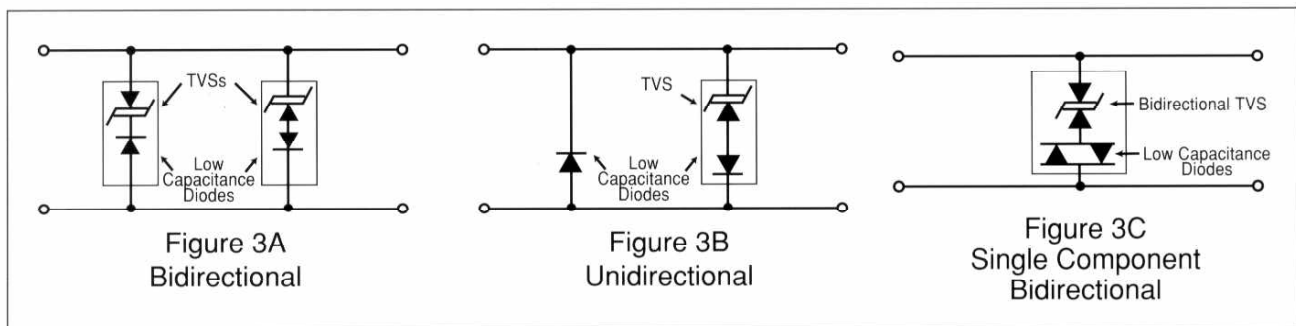 TVSs
Low
Capacitance
Diodes
Figure 3A
Bidirectional
TVS
Low
Capacitance
Diodes
Figure 3B
Unidirectional
Bidirectional TVS
Low Capacitance
Diodes
Figure 3C
Single Component
Bidirectional